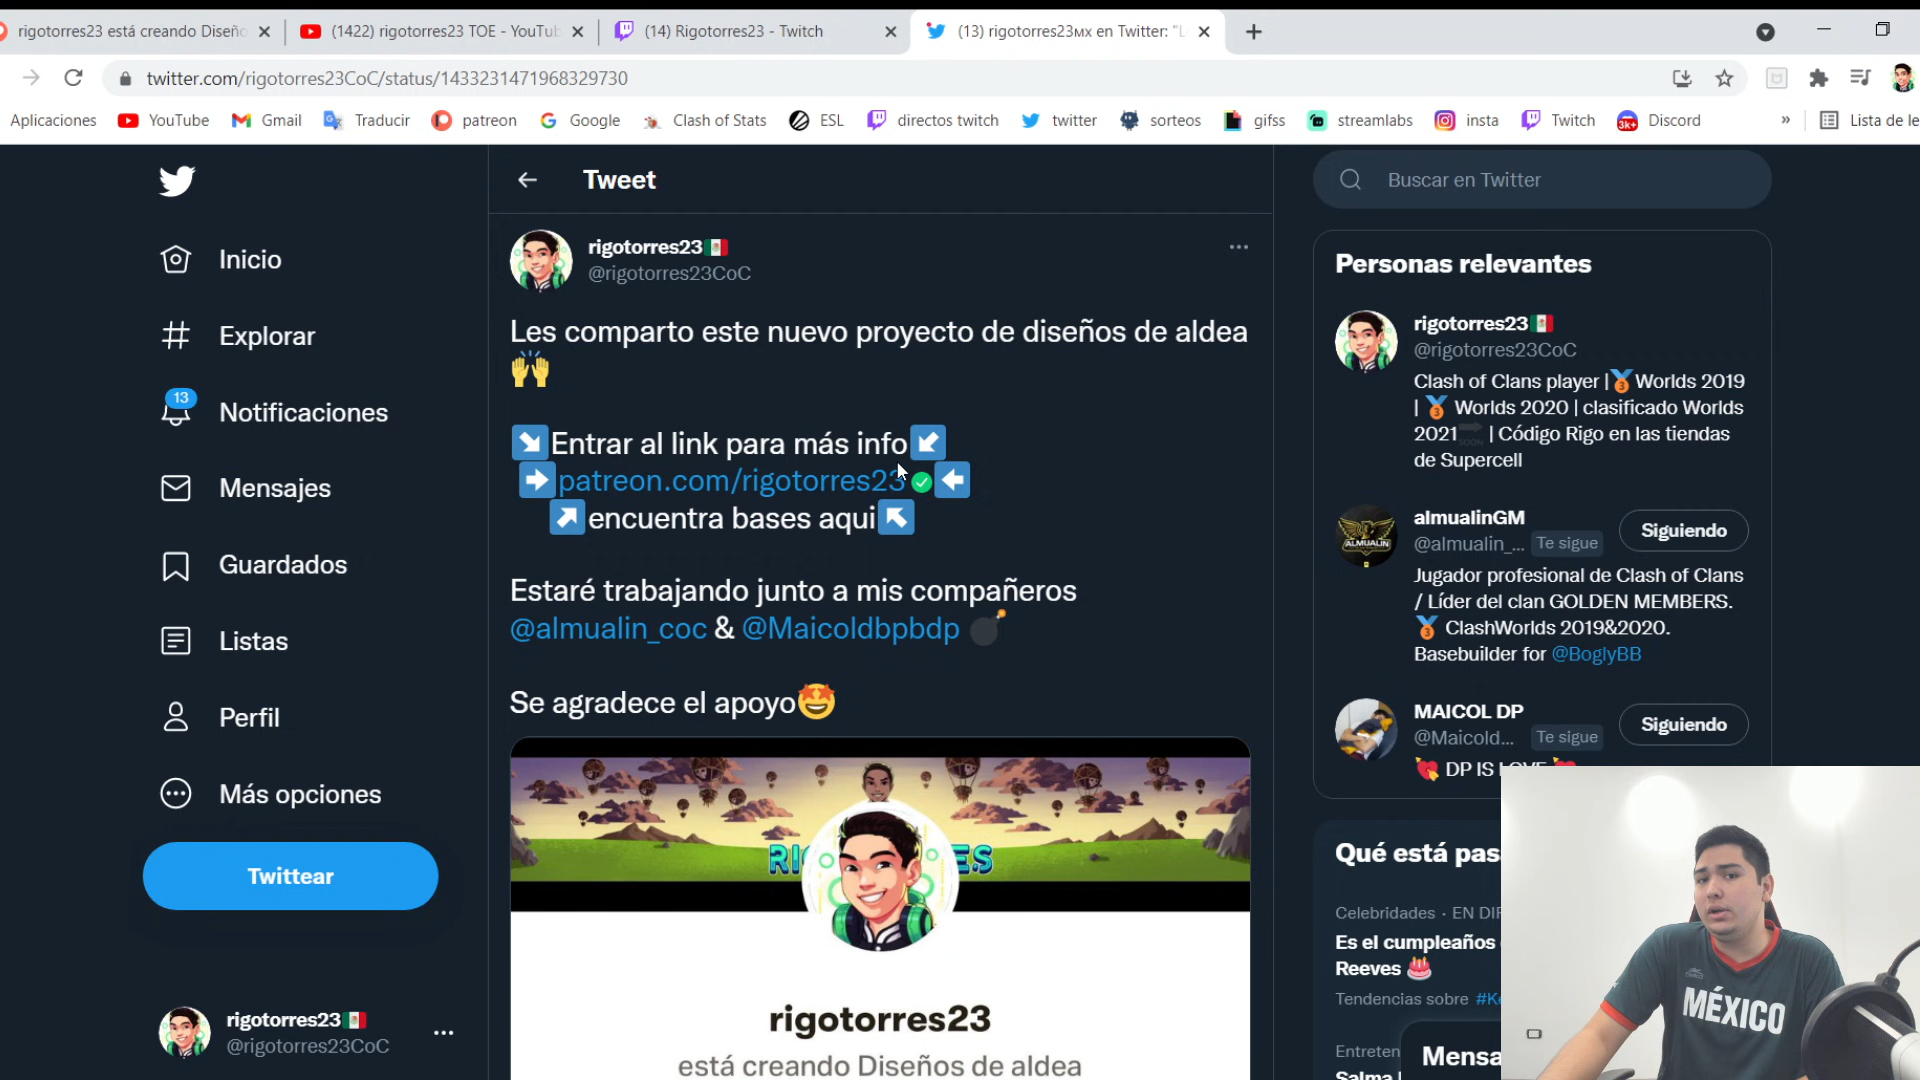 rigotorres23 está creando Diseño
(1422) rigotorres23 TOE - YouTub
(14) Rigotorres23 - Twitch
(13) rigotorres23MX en Twitter: "L
twitter.com/rigotorres23CoC/status/1433231471968329730
Aplicaciones YouTube Gmail Traducir patreon Google Clash of Stats ESL directos twitch twitter sorteos gifss streamlabs insta Twitch 3k+ Discord » Lista de le
Inicio
Explorar
13
Notificaciones
Mensajes
Guardados
Listas
Perfil
Más opciones
Twittear
rigotorres23🇲🇽
@rigotorres23CoC
Tweet
rigotorres23🇲🇽
@rigotorres23CoC
Les comparto este nuevo proyecto de diseños de aldea
🙌
↘️Entrar al link para más info↙️
➡️patreon.com/rigotorres23⬅️
↗️encuentra bases aqui↖️
Estaré trabajando junto a mis compañeros
@almualin_coc & @Maicoldbpbdp 💣
Se agradece el apoyo🤩
rigotorres23
está creando Diseños de aldea
Buscar en Twitter
Personas relevantes
rigotorres23🇲🇽
@rigotorres23CoC
Clash of Clans player |🥉Worlds 2019
| 🥉 Worlds 2020 | clasificado Worlds
2021🔜 | Código Rigo en las tiendas
de Supercell
ALMUALIN
almualinGM
@almualin_... Te sigue
Siguiendo
Jugador profesional de Clash of Clans
/ Líder del clan GOLDEN MEMBERS.
🥉 ClashWorlds 2019&2020.
Basebuilder for @BoglyBB
MAICOL DP
@Maicold... Te sigue
Siguiendo
💘 DP IS LOVE 💘
Qué está pas
Celebridades · EN DIR
Es el cumpleaños
Reeves 🎂
Tendencias sobre #Ke
Entreten
Mensa
MÉXICO